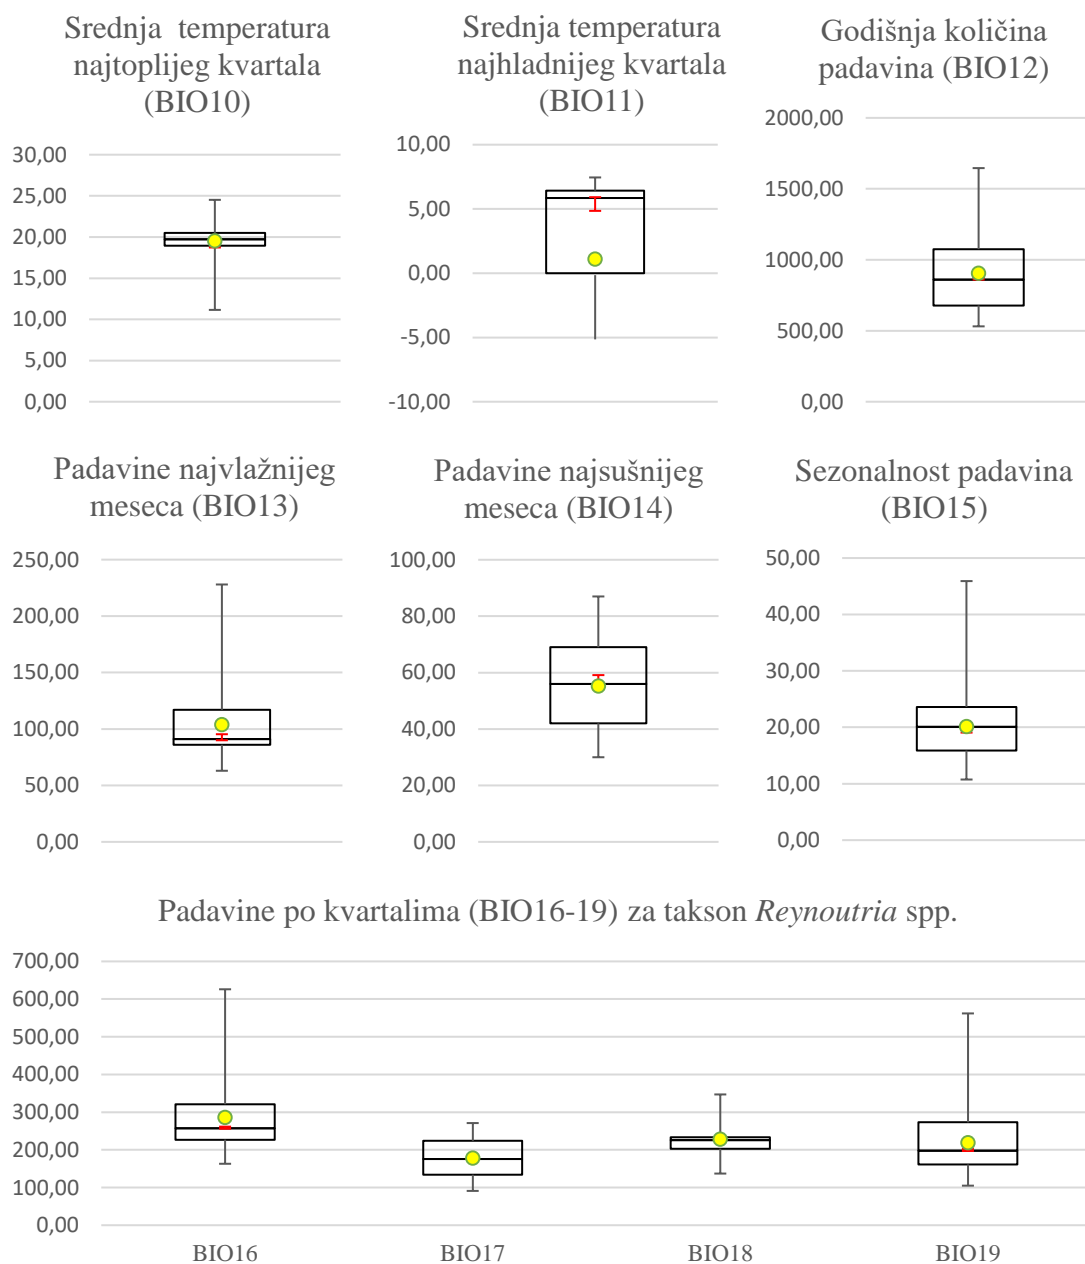 Srednja temperatura
najtoplijeg kvartala
(BIO10)
30,00
25,00
20,00
15,00
10,00
5,00
0,00
Srednja temperatura
najhladnijeg kvartala
(BIO11)
10,00
5,00
0,00
-5,00
-10,00
Godišnja količina
padavina (BIO12)
2000,00
1500,00
1000,00
500,00
0,00
Padavine najvlažnijeg
meseca (BIO13)
250,00
200,00
150,00
100,00
50,00
0,00
Padavine najsušnijeg
meseca (BIO14)
100,00
80,00
60,00
40,00
20,00
0,00
Sezonalnost padavina
(BIO15)
50,00
40,00
30,00
20,00
10,00
0,00
Padavine po kvartalima (BIO16-19) za takson Reynoutria spp.
700,00
600,00
500,00
400,00
300,00
200,00
100,00
0,00
BIO16 BIO17 BIO18 BIO19